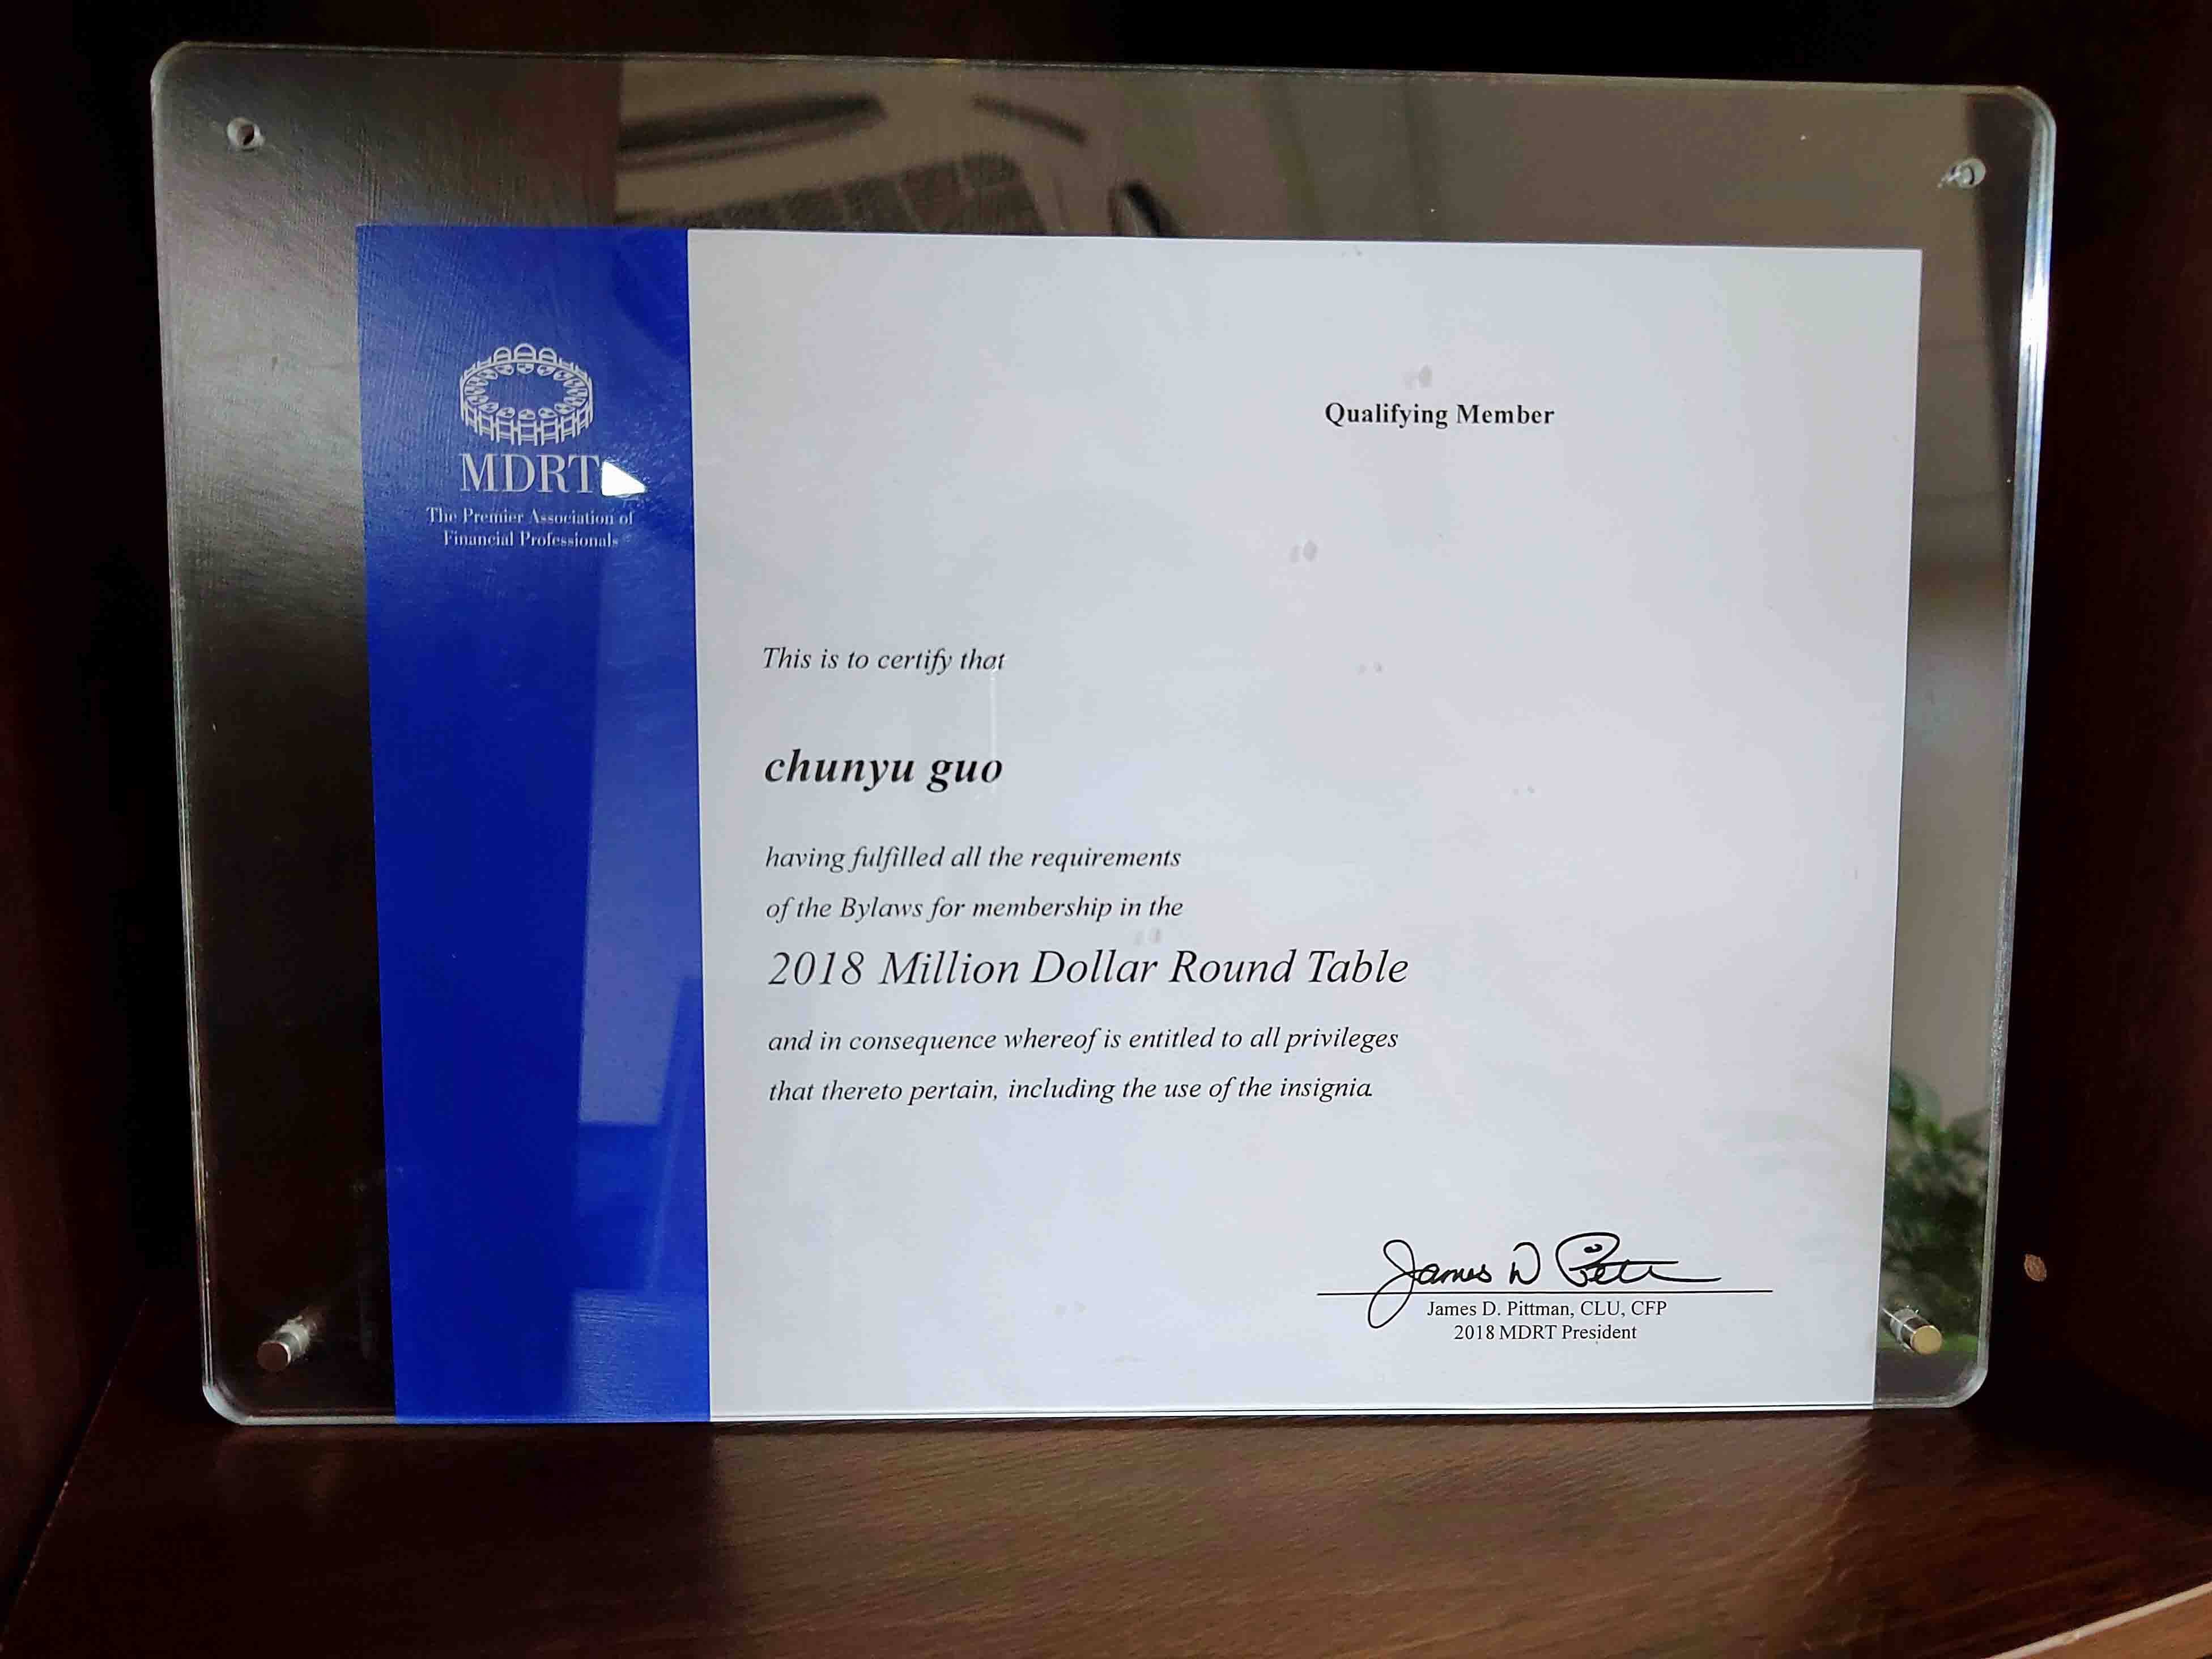 MDRT
The Premier Association of
Financial Professionals
Qualifying Member
This is to certify that
chunyu guo
having fulfilled all the requirements
of the Bylaws for membership in the
2018 Million Dollar Round Table
and in consequence whereof is entitled to all privileges
that thereto pertain, including the use of the insignia.
James D. Pittman, CLU, CFP
2018 MDRT President